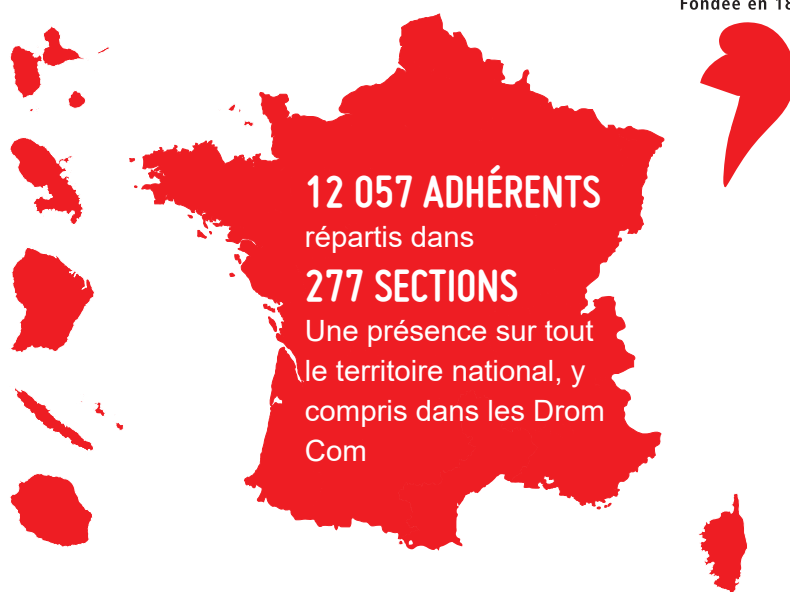 Fondée en 18
12 057 ADHÉRENTS
répartis dans
277 SECTIONS
Une présence sur tout
le territoire national, y
compris dans les Drom
Com